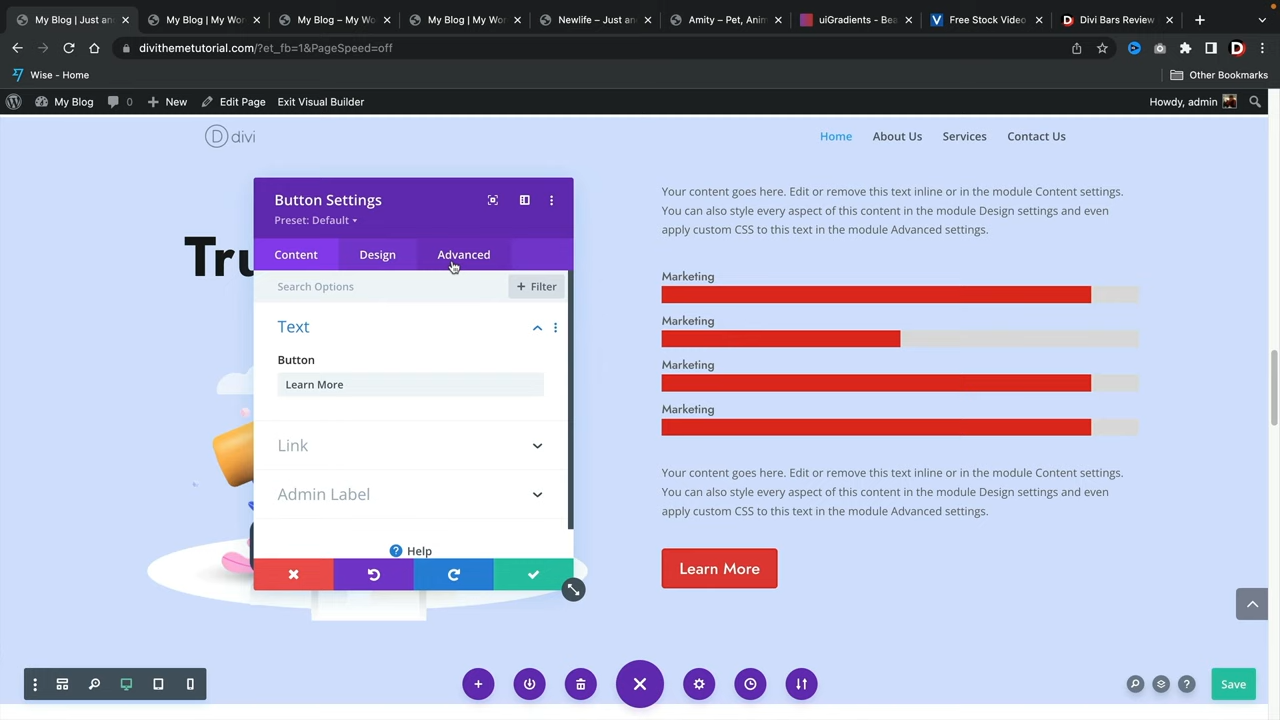 My Blog | Just an
My Blog | My Wor
My Blog – My Wo
My Blog | My Wor
Newlife – Just an
Amity – Pet, Anim
uiGradients - Bea
Free Stock Video
Divi Bars Review
divithemetutorial.com/?et_fb=1&PageSpeed=off
Wise - Home
Other Bookmarks
My Blog
0
New
Edit Page
Exit Visual Builder
Howdy, admin
divi
Home
About Us
Services
Contact Us
Tru
Button Settings
Preset: Default
Content
Design
Advanced
Search Options
+ Filter
Text
Button
Learn More
Link
Admin Label
Help
Your content goes here. Edit or remove this text inline or in the module Content settings.
You can also style every aspect of this content in the module Design settings and even
apply custom CSS to this text in the module Advanced settings.
Marketing
Marketing
Marketing
Marketing
Your content goes here. Edit or remove this text inline or in the module Content settings.
You can also style every aspect of this content in the module Design settings and even
apply custom CSS to this text in the module Advanced settings.
Learn More
Save